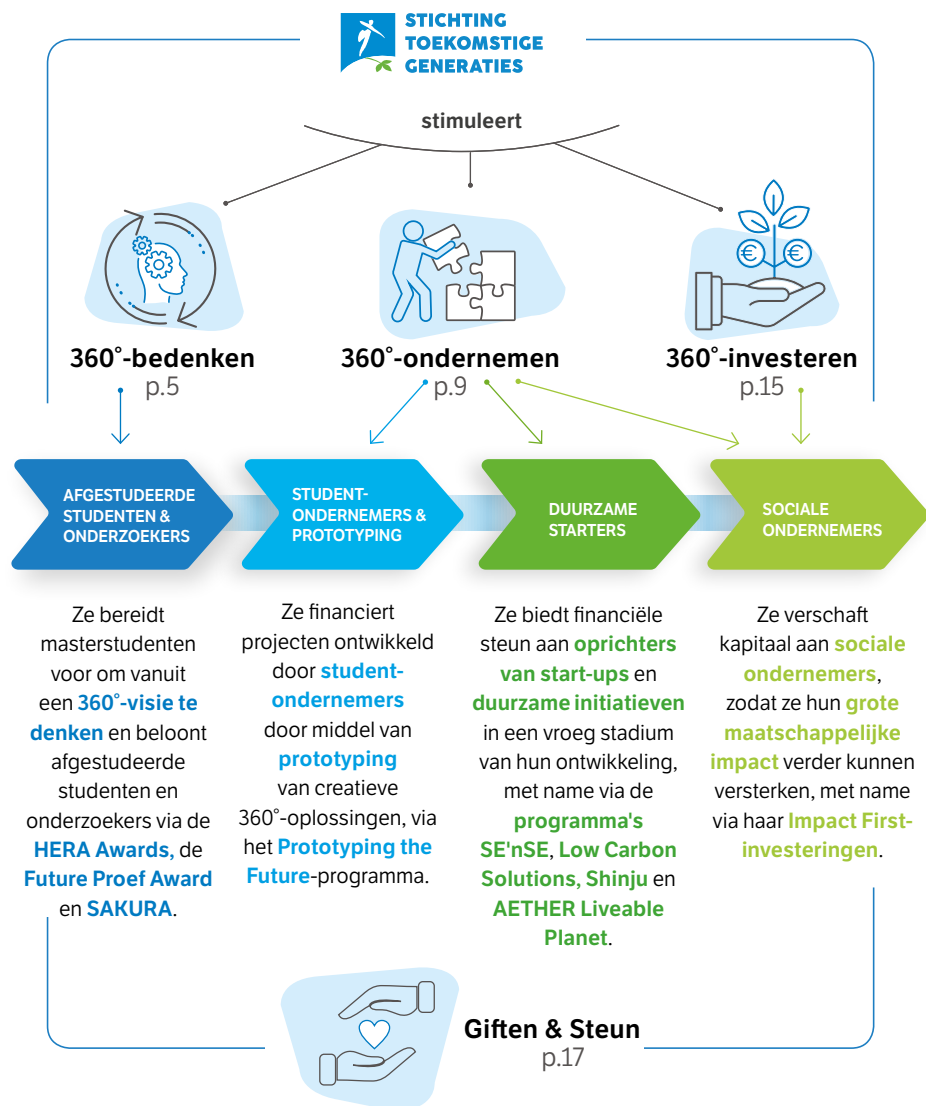 STICHTING
TOEKOMSTIGE
GENERATIES
stimuleert
€
€
360°-bedenken
p.5
360°-ondernemen
p.9
360°-investeren
p.15
AFGESTUDEERDE
STUDENTEN &
ONDERZOEKERS
STUDENT-
ONDERNEMERS &
PROTOTYPING
DUURZAME
STARTERS
SOCIALE
ONDERNEMERS
Ze bereidt
masterstudenten
voor om vanuit
een 360°-visie te
denken en beloont
afgestudeerde
studenten en
onderzoekers via de
HERA Awards, de
Future Proef Award
en SAKURA.
Ze financiert
projecten ontwikkeld
door student-
ondernemers
door middel van
prototyping
van creatieve
360°-oplossingen, via
het Prototyping the
Future-programma.
Ze biedt financiële
steun aan oprichters
van start-ups en
duurzame initiatieven
in een vroeg stadium
van hun ontwikkeling,
met name via de
programma's
SE'nSE, Low Carbon
Solutions, Shinju en
AETHER Liveable
Planet.
Ze verschaft
kapitaal aan sociale
ondernemers,
zodat ze hun grote
maatschappelijke
impact verder kunnen
versterken, met name
via haar Impact First-
investeringen.
Giften & Steun
p.17